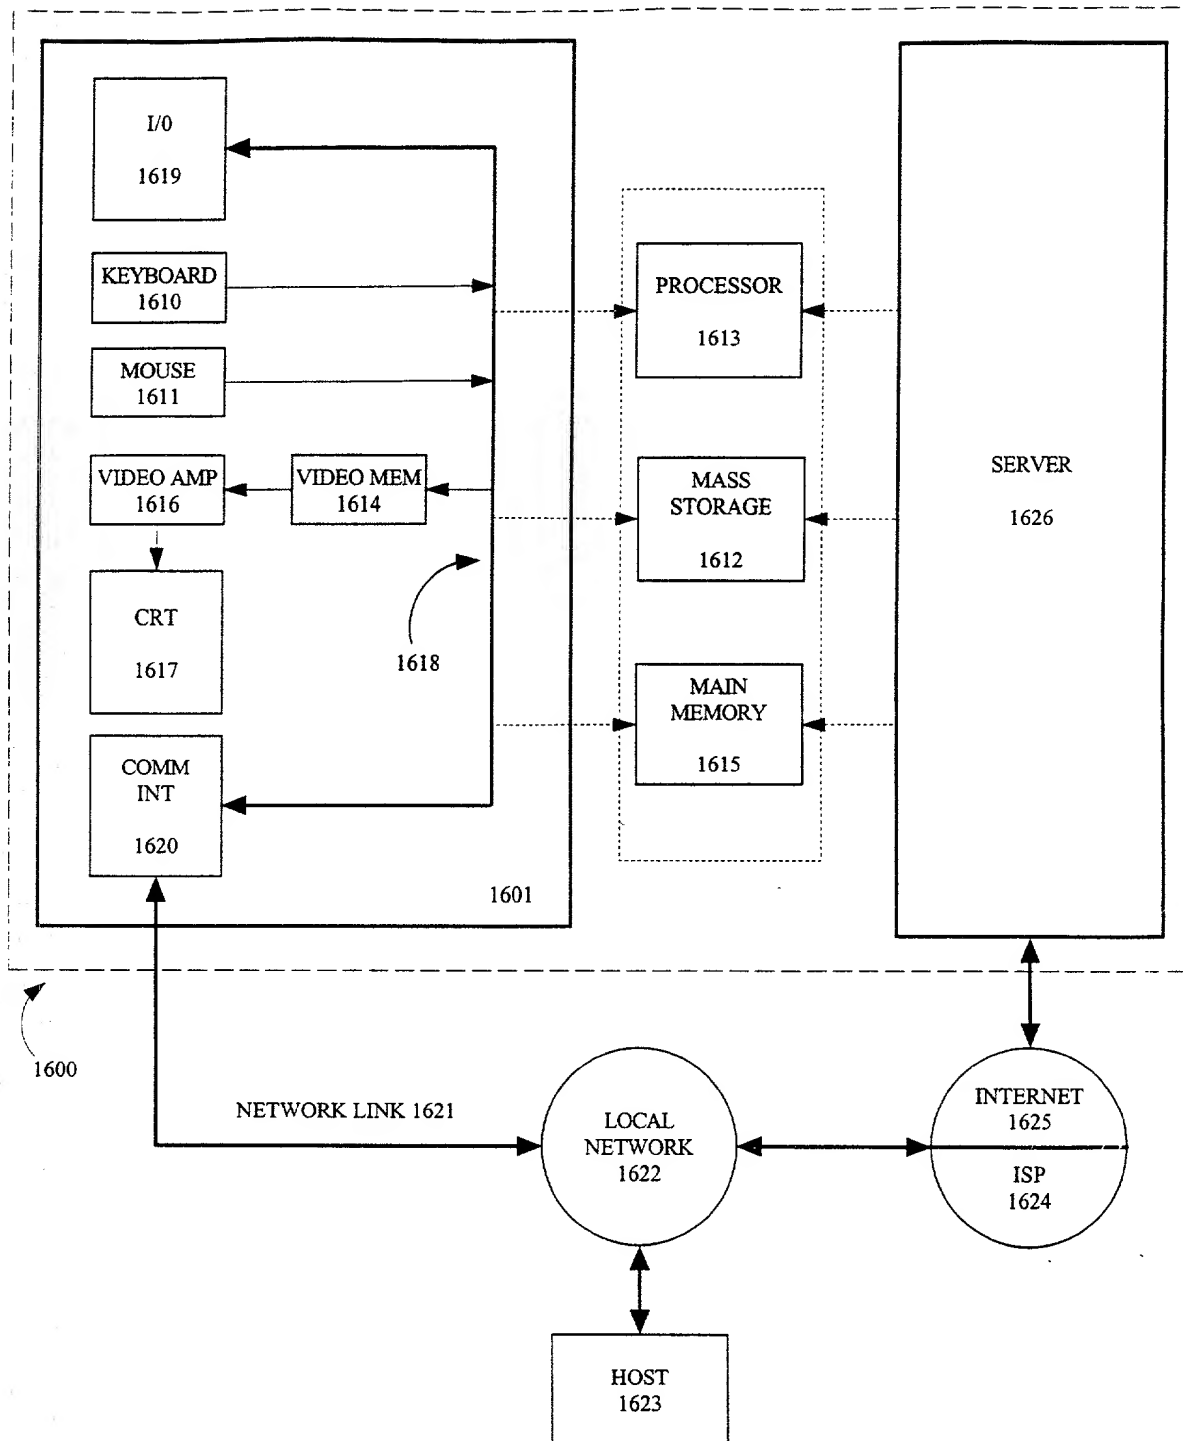 I/0
1619
KEYBOARD
1610
MOUSE
1611
VIDEO AMP
1616
VIDEO MEM
1614
CRT
1617
1618
COMM
INT
1620
1601
PROCESSOR
1613
MASS
STORAGE
1612
MAIN
MEMORY
1615
SERVER
1626
1600
NETWORK LINK 1621
LOCAL
NETWORK
1622
INTERNET
1625
ISP
1624
HOST
1623